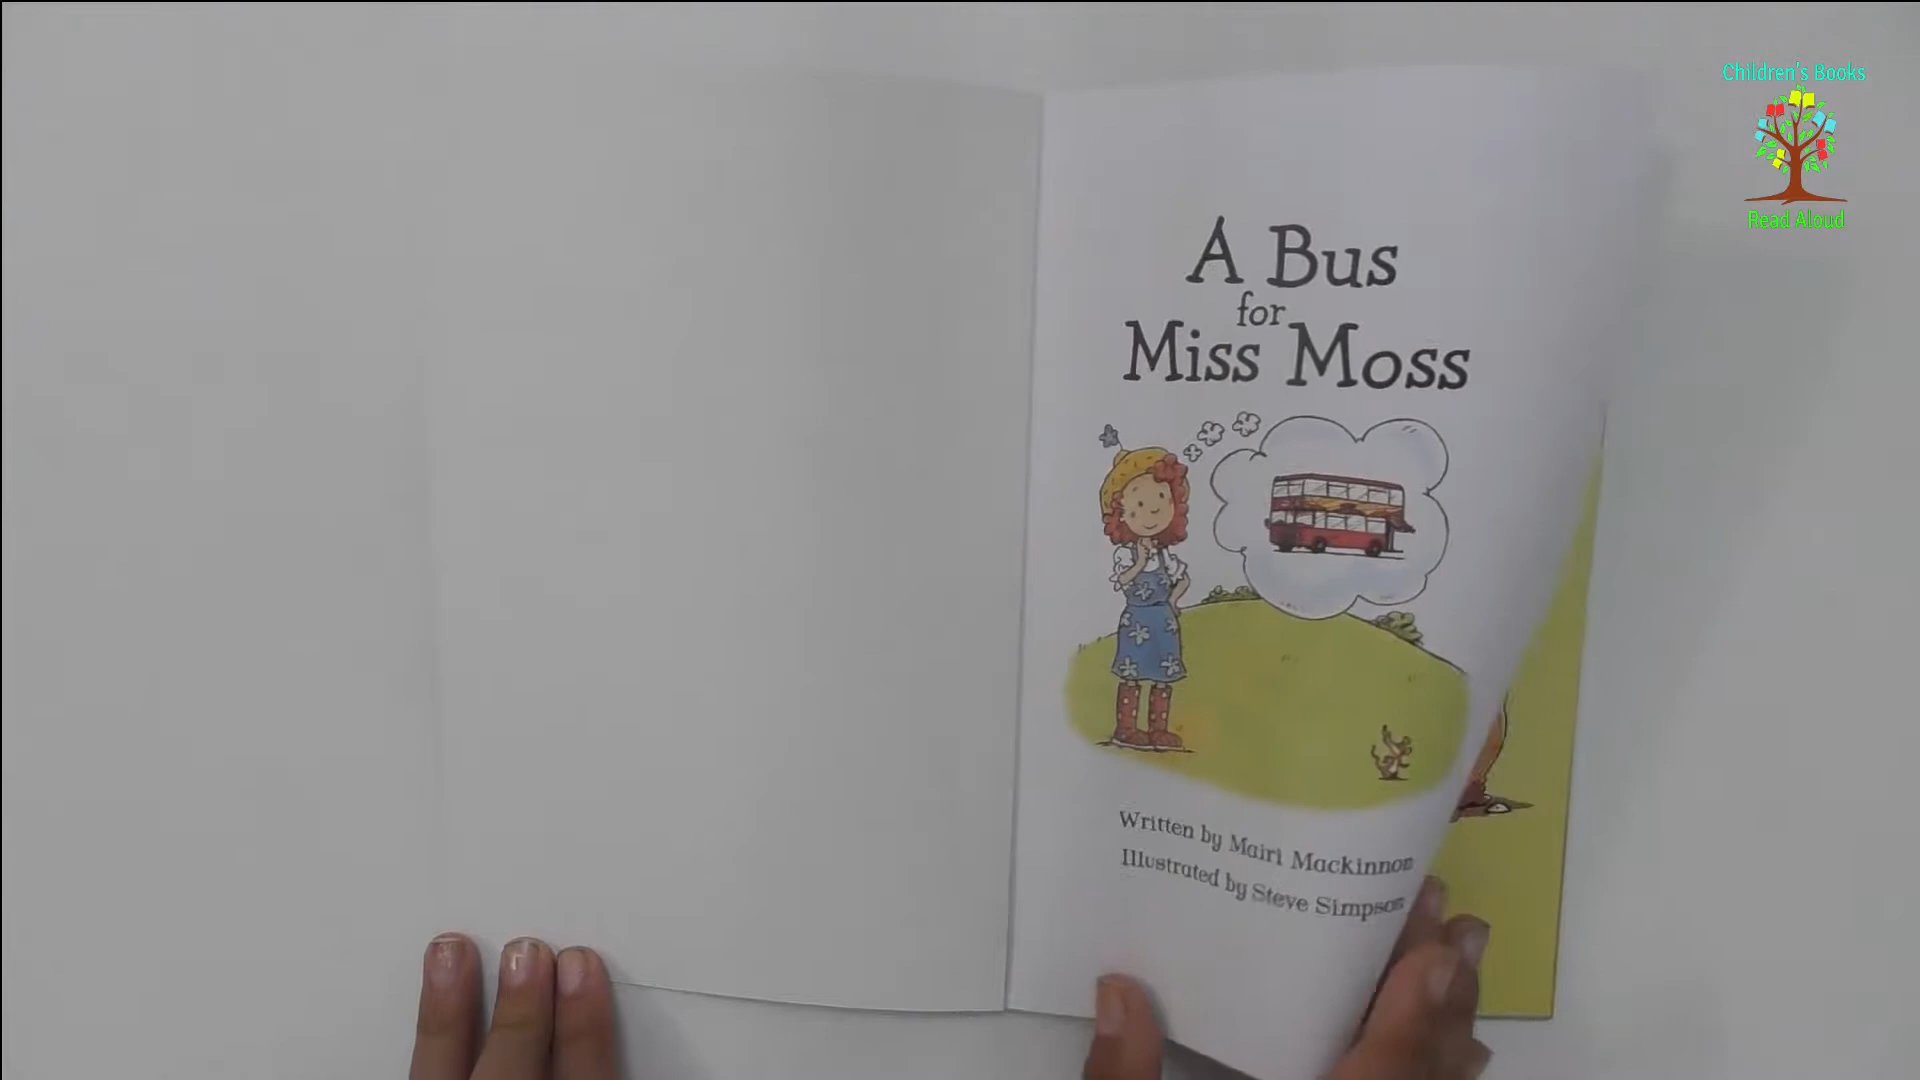 A Bus
for
Miss Moss
Written by Mairi Mackinnon
Illustrated by Steve Simpson
Children's Books
Read Aloud